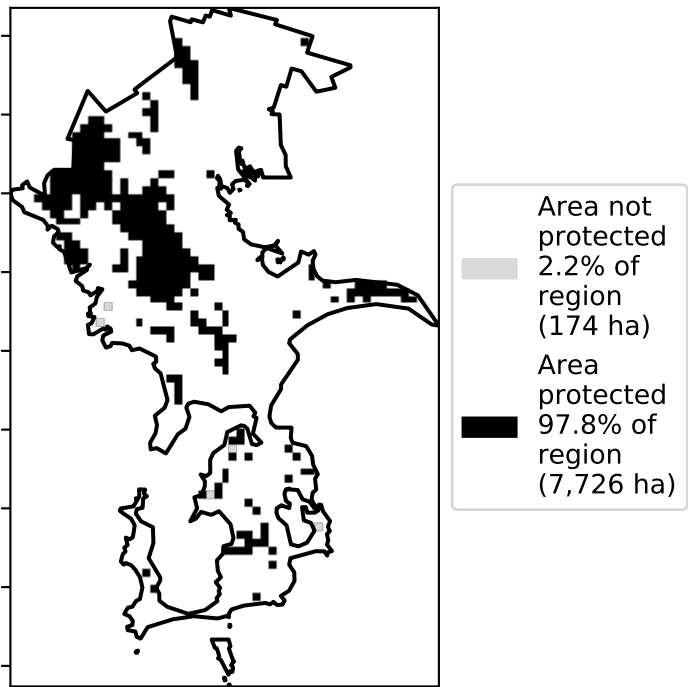 Area not
protected
2.2% of
region
(174 ha)
Area
protected
97.8% of
region
(7,726 ha)